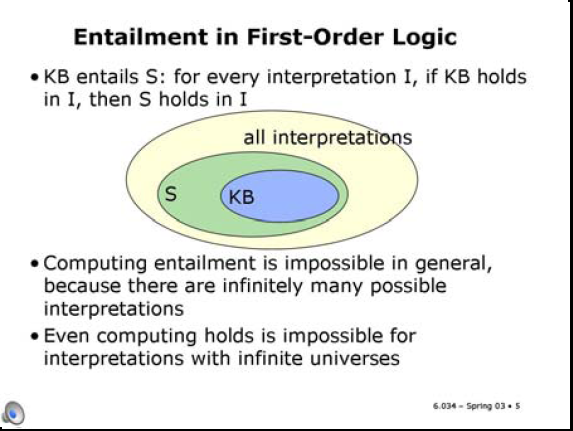 Entailment in First-Order Logic
• KB entails S: for every interpretation I, if KB holds
in I, then S holds in I
all interpretations
S
KB
• Computing entailment is impossible in general,
because there are infinitely many possible
interpretations
• Even computing holds is impossible for
interpretations with infinite universes
6.034 – Spring 03 • 5